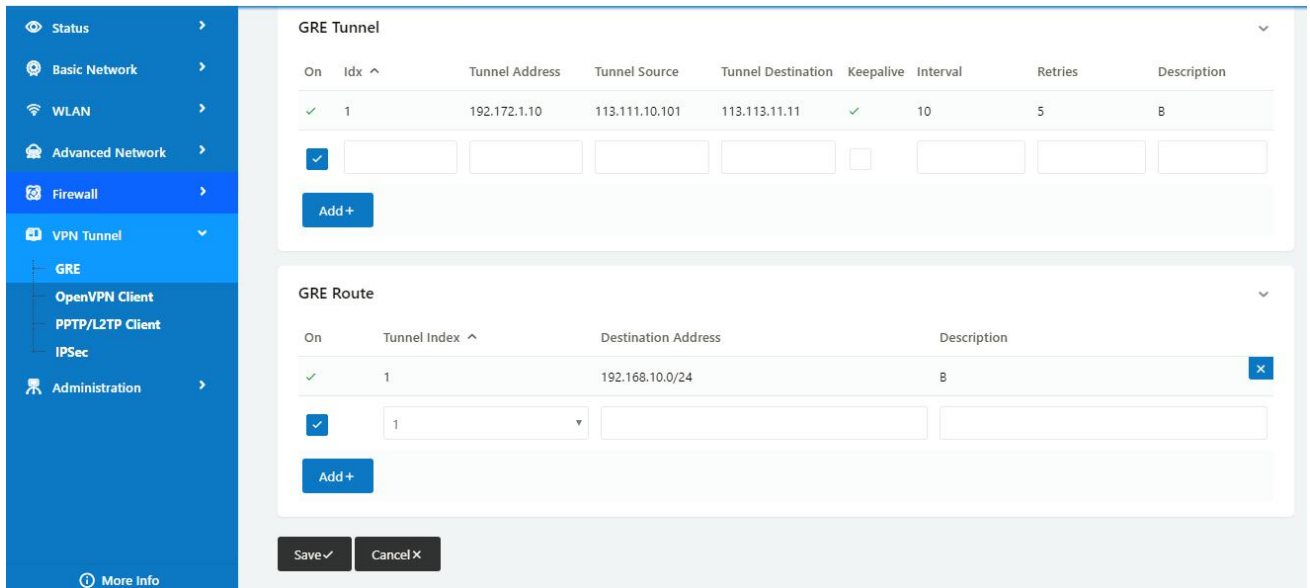 Status
Basic Network
WLAN
Advanced Network
Firewall
VPN Tunnel
GRE
OpenVPN Client
PPTP/L2TP Client
IPSec
Administration
More Info
GRE Tunnel
On Idx Tunnel Address Tunnel Source Tunnel Destination Keepalive Interval Retries Description
1 192.172.1.10 113.111.10.101 113.113.11.11 10 5 B
Add+
GRE Route
On Tunnel Index Destination Address Description
1 192.168.10.0/24 B
1
Add+
Save Cancel